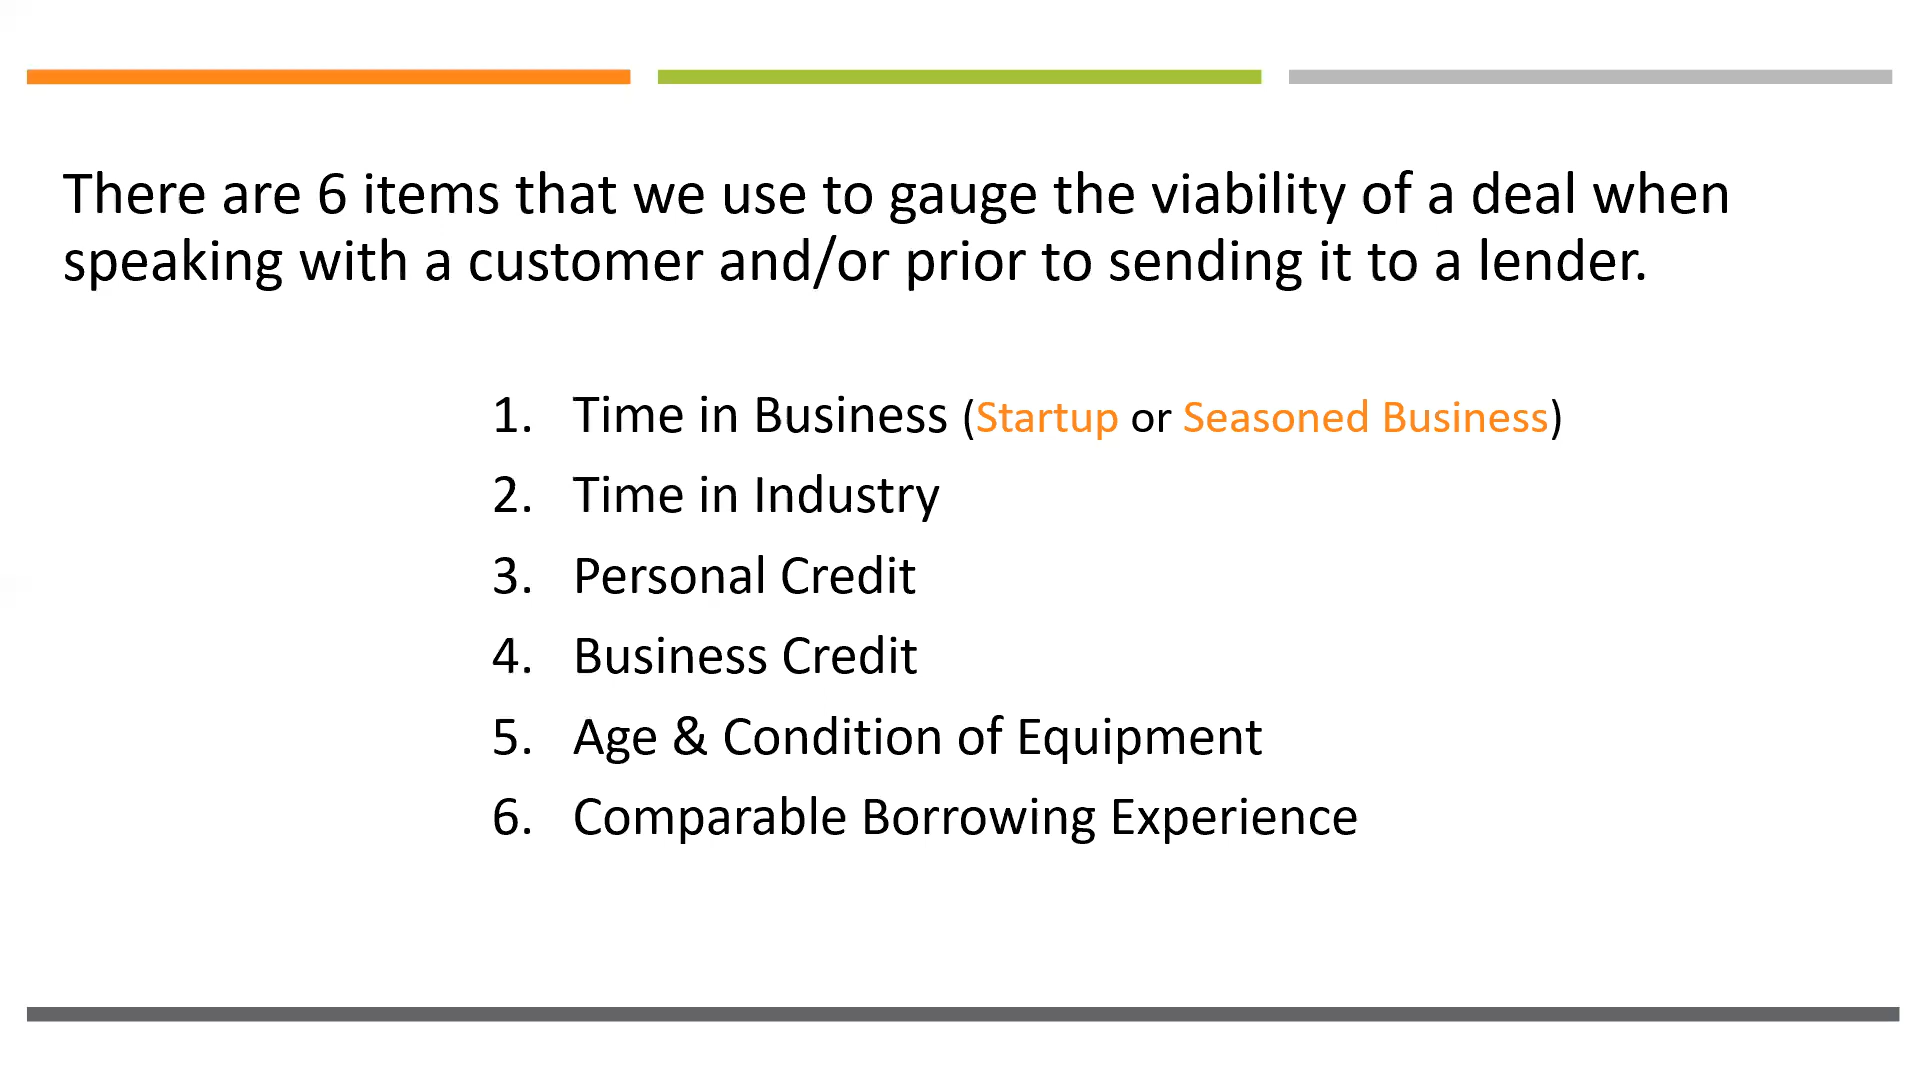 There are 6 items that we use to gauge the viability of a deal when
speaking with a customer and/or prior to sending it to a lender.
1. Time in Business (Startup or Seasoned Business)
2. Time in Industry
3. Personal Credit
4. Business Credit
5. Age & Condition of Equipment
6. Comparable Borrowing Experience